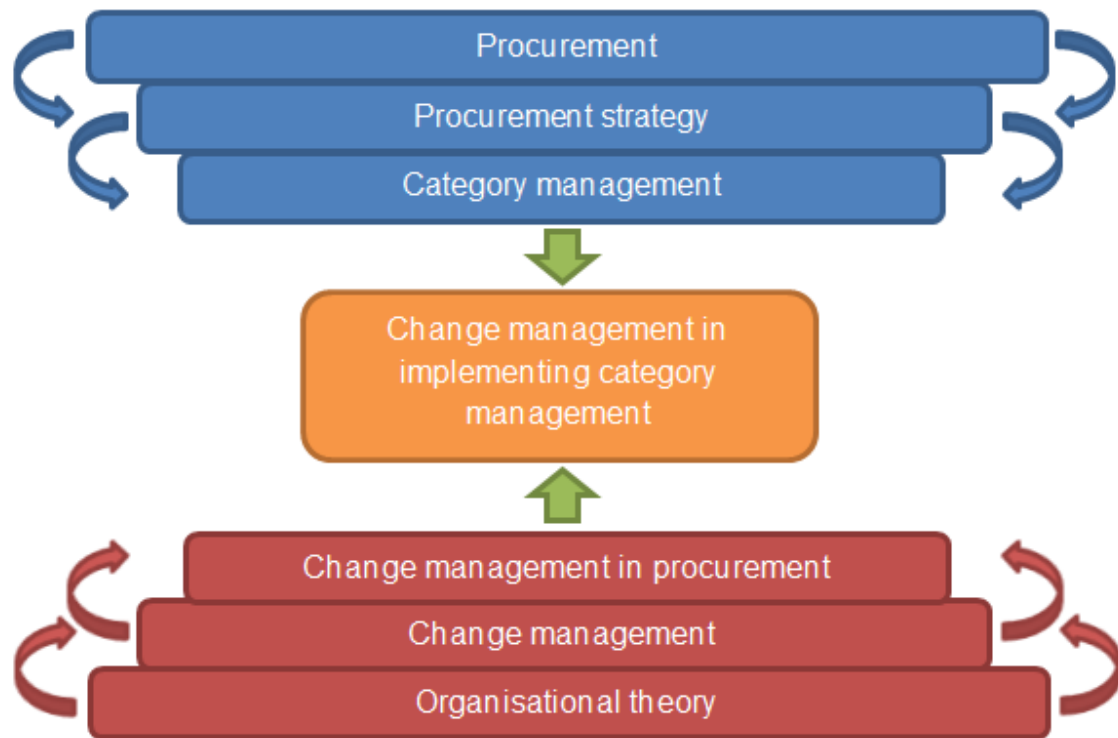 Procurement
Procurement strategy
Category management
Change management in
implementing category
management
Change management in procurement
Change management
Organisational theory